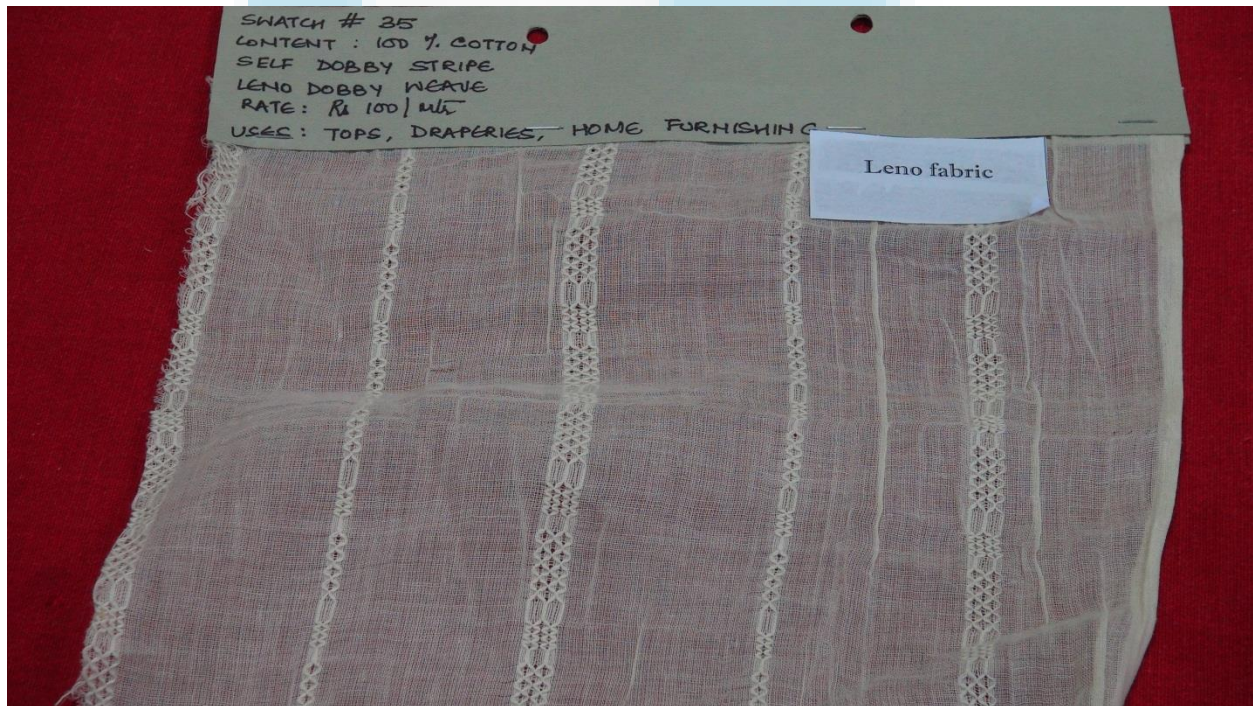 SWATCH # 35
CONTENT : 100 % COTTON
SELF DOBBY STRIPE
LENO DOBBY WEAVE
RATE : Rs 100 / mtr
USES : TOPS, DRAPERIES, HOME FURNISHING
Leno fabric